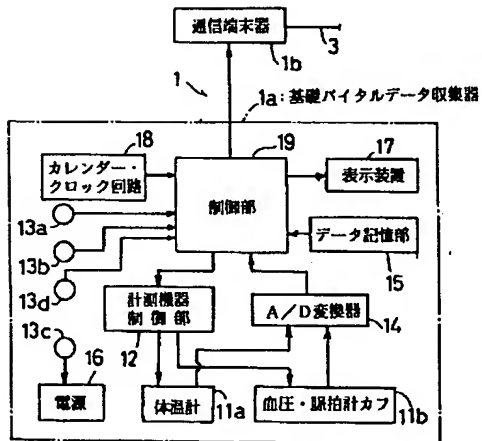 通信端末器
3
1b
1
1a:基礎バイタルデータ収集器
18
カレンダー・
クロック回路
19
制御部
17
表示装置
13a
13b
13d
データ記憶部
15
計測機器
制御部
12
A/D変換器
14
13c
電源
16
体温計
11a
血圧・脈拍計カフ
11b